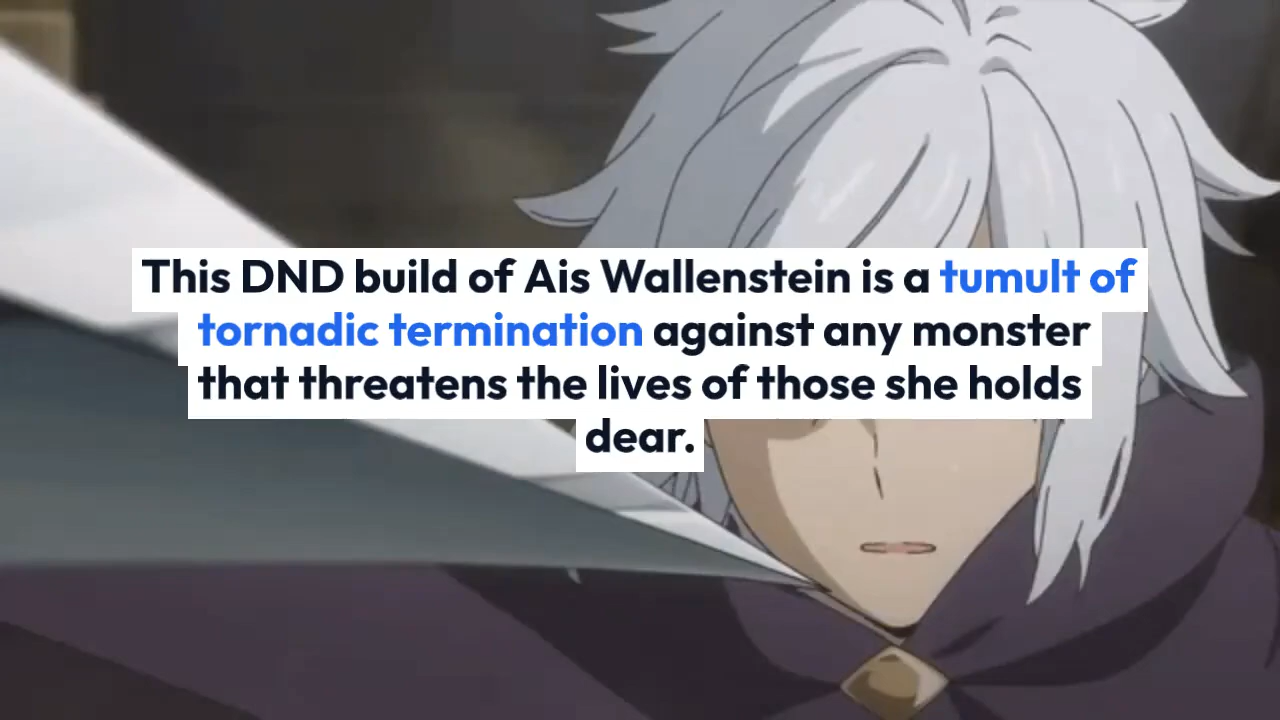 This DND build of Ais Wallenstein is a tumult of
tornadic termination against any monster
that threatens the lives of those she holds
dear.